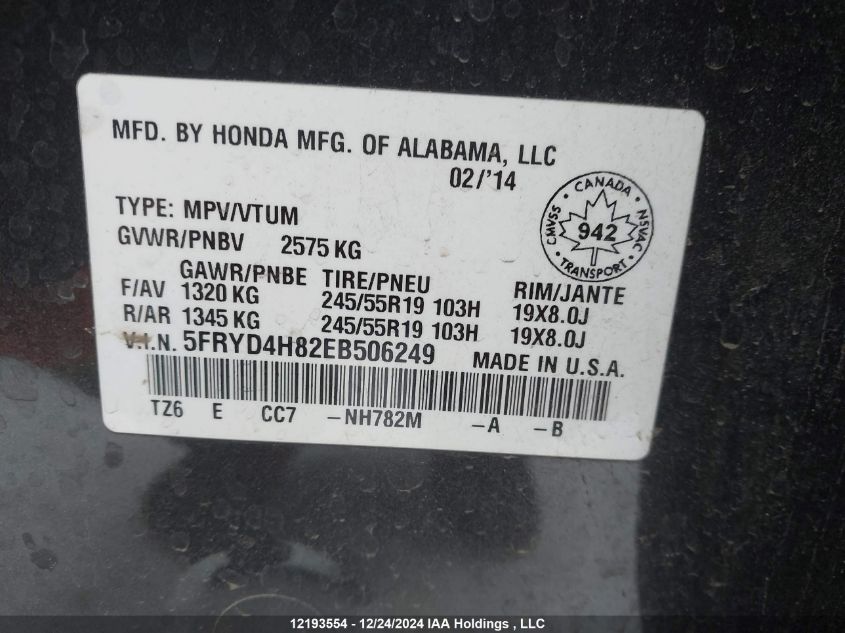 MFD. BY HONDA MFG. OF ALABAMA, LLC
02/'14
TYPE: MPV/VTUM
GVWR/PNBV 2575 KG
GAWR/PNBE TIRE/PNEU RIM/JANTE
F/AV 1320 KG 245/55R19 103H 19X8.0J
R/AR 1345 KG 245/55R19 103H 19X8.0J
V.I.N. 5FRYD4H82EB506249 MADE IN U.S.A.
TZ6 E CC7 -NH782M -A -B
CANADA
CMVSS 942 NSVAC
TRANSPORT
12193554 - 12/24/2024 IAA Holdings , LLC